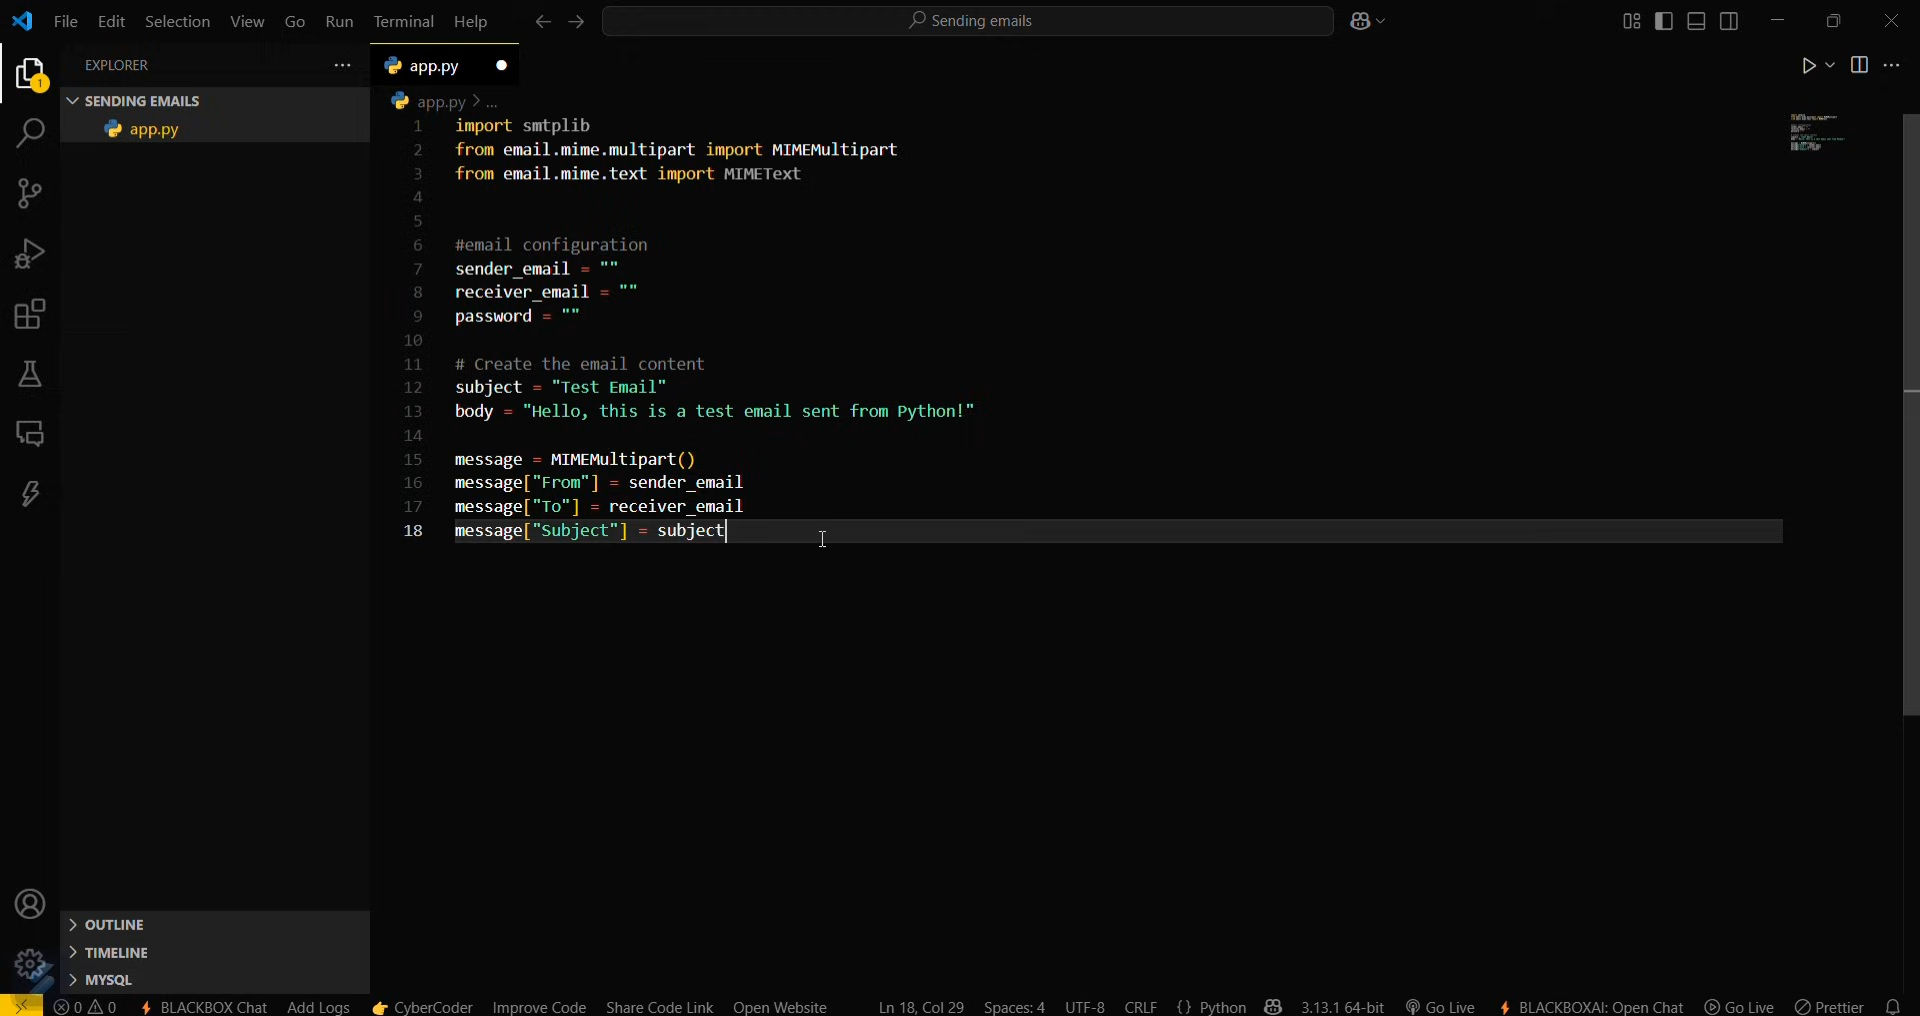 File Edit Selection View Go Run Terminal Help
Sending emails
EXPLORER ...
SENDING EMAILS
app.py
1
app.py
app.py > ...
1 import smtplib
2 from email.mime.multipart import MIMEMultipart
3 from email.mime.text import MIMEText
4
5
6 #email configuration
7 sender_email = ""
8 receiver_email = ""
9 password = ""
10
11 # Create the email content
12 subject = "Test Email"
13 body = "Hello, this is a test email sent from Python!"
14
15 message = MIMEMultipart()
16 message["From"] = sender_email
17 message["To"] = receiver_email
18 message["Subject"] = subject
OUTLINE
TIMELINE
MYSQL
0 0 BLACKBOX Chat Add Logs CyberCoder Improve Code Share Code Link Open Website Ln 18, Col 29 Spaces: 4 UTF-8 CRLF {} Python 3.13.1 64-bit Go Live BLACKBOXAI: Open Chat Go Live Prettier